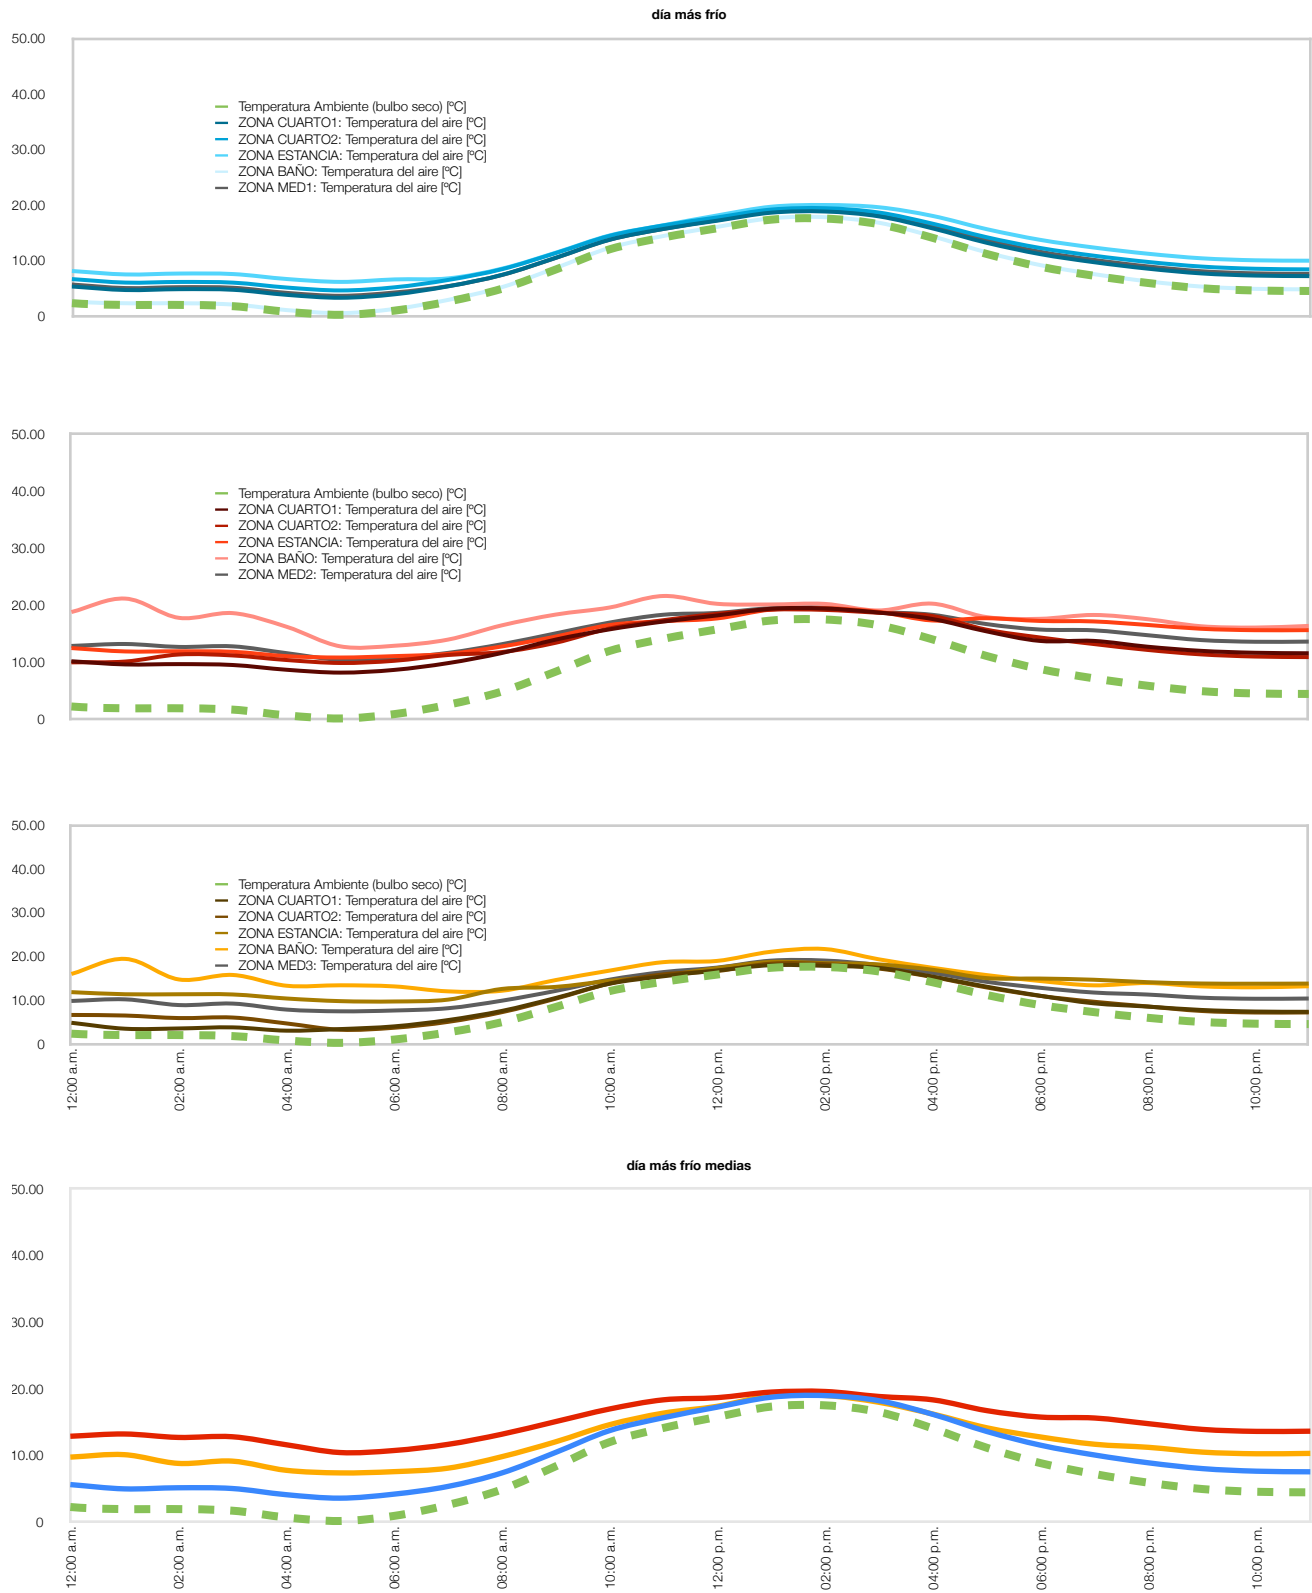 día más frío
50.00
40.00
30.00
20.00
10.00
0
Temperatura Ambiente (bulbo seco) [ºC]
ZONA CUARTO1: Temperatura del aire [ºC]
ZONA CUARTO2: Temperatura del aire [ºC]
ZONA ESTANCIA: Temperatura del aire [ºC]
ZONA BAÑO: Temperatura del aire [ºC]
ZONA MED1: Temperatura del aire [ºC]
50.00
40.00
30.00
20.00
10.00
0
Temperatura Ambiente (bulbo seco) [ºC]
ZONA CUARTO1: Temperatura del aire [ºC]
ZONA CUARTO2: Temperatura del aire [ºC]
ZONA ESTANCIA: Temperatura del aire [ºC]
ZONA BAÑO: Temperatura del aire [ºC]
ZONA MED2: Temperatura del aire [ºC]
50.00
40.00
30.00
20.00
10.00
0
Temperatura Ambiente (bulbo seco) [ºC]
ZONA CUARTO1: Temperatura del aire [ºC]
ZONA CUARTO2: Temperatura del aire [ºC]
ZONA ESTANCIA: Temperatura del aire [ºC]
ZONA BAÑO: Temperatura del aire [ºC]
ZONA MED3: Temperatura del aire [ºC]
12:00 a.m.
02:00 a.m.
04:00 a.m.
06:00 a.m.
08:00 a.m.
10:00 a.m.
12:00 p.m.
02:00 p.m.
04:00 p.m.
06:00 p.m.
08:00 p.m.
10:00 p.m.
día más frío medias
50.00
40.00
30.00
20.00
10.00
0
12:00 a.m.
02:00 a.m.
04:00 a.m.
06:00 a.m.
08:00 a.m.
10:00 a.m.
12:00 p.m.
02:00 p.m.
04:00 p.m.
06:00 p.m.
08:00 p.m.
10:00 p.m.